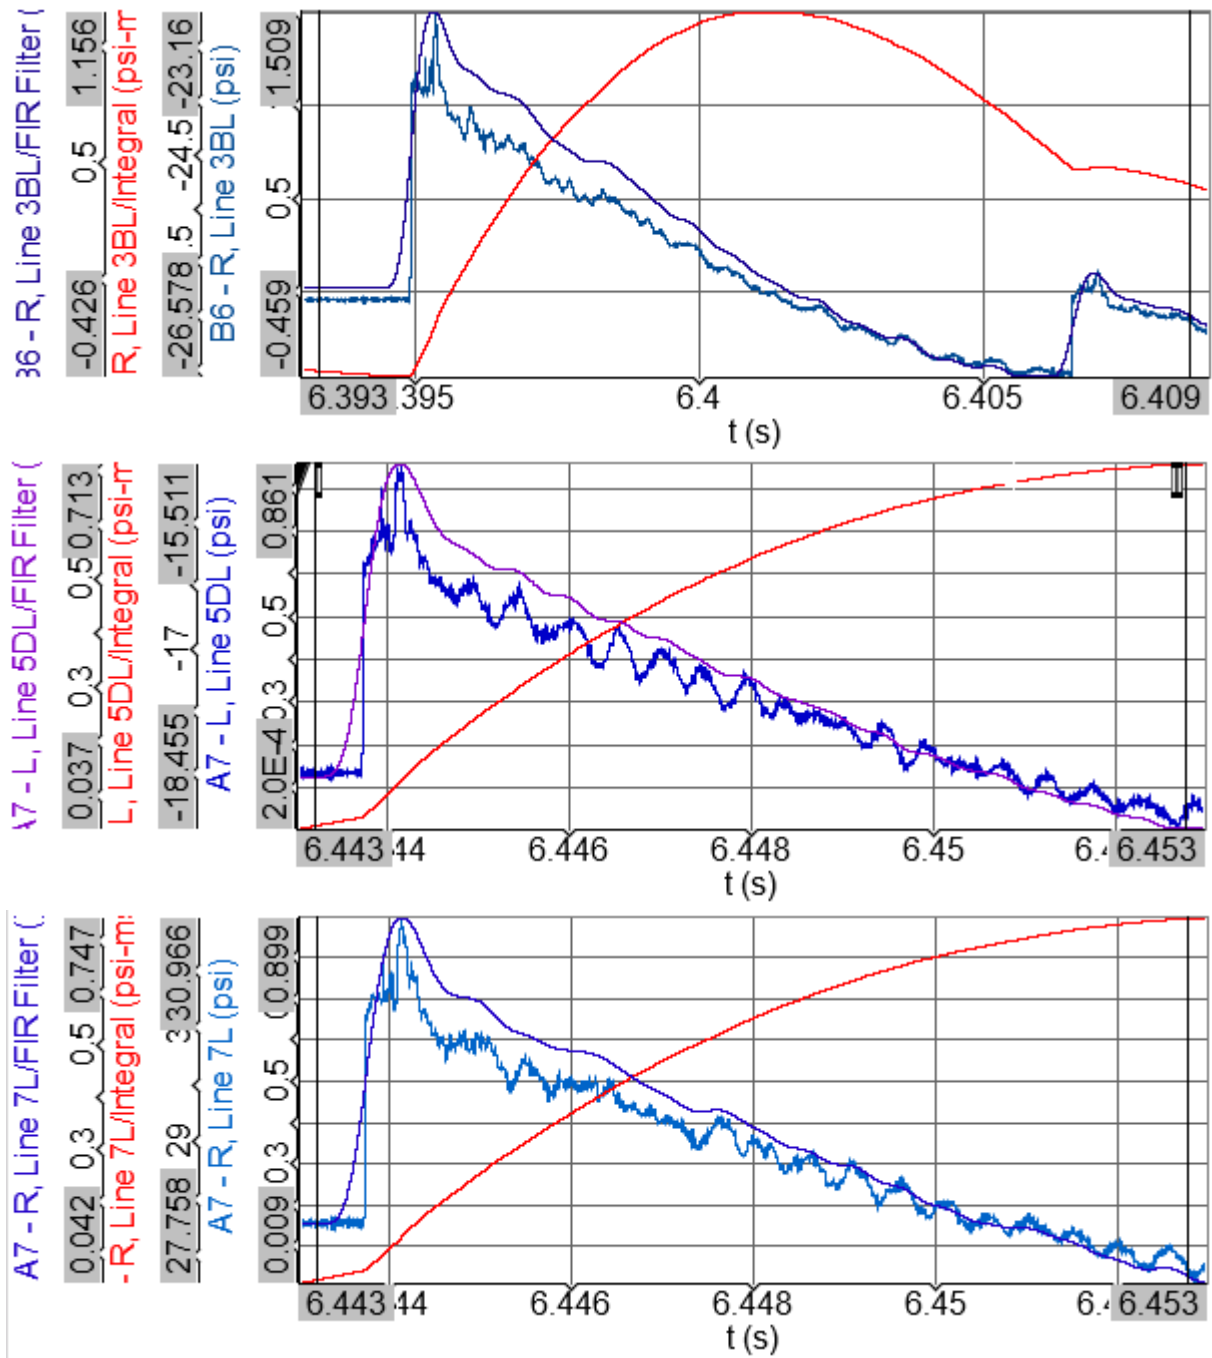 B6 - R, Line 3BL/FIR Filter (
1.156
0.5
-0.426
R, Line 3BL/Integral (psi-m
-23.16
-24.5
.5
-26.578
B6 - R, Line 3BL (psi)
1.509
0.5
-0.459
6.393 .395 6.4 6.405 6.409
t (s)
A7 - L, Line 5DL/FIR Filter (
0.713
0.5
0.3
0.037
L, Line 5DL/Integral (psi-m
-15.511
-17
-18.455
A7 - L, Line 5DL (psi)
0.861
0.5
0.3
2.0E-4
6.443 44 6.446 6.448 6.45 6. 6.453
t (s)
A7 - R, Line 7L/FIR Filter (
0.747
0.5
0.3
0.042
- R, Line 7L/Integral (psi-m
30.966
3
29
27.758
A7 - R, Line 7L (psi)
0.899
0.5
0.3
0.009
6.443 44 6.446 6.448 6.45 6. 6.453
t (s)